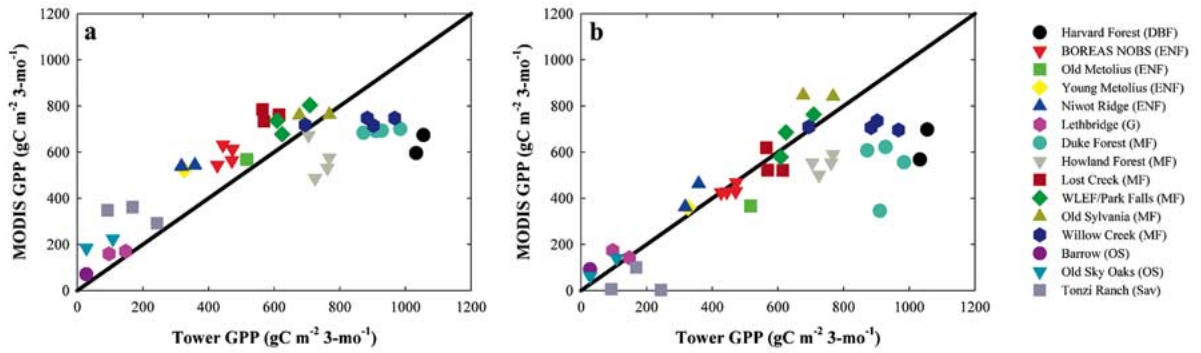 a
1200
1000
800
600
400
200
0
0 200 400 600 800 1000 1200
MODIS GPP (gC m⁻² 3-mo⁻¹)
Tower GPP (gC m⁻² 3-mo⁻¹)
b
1200
1000
800
600
400
200
0
0 200 400 600 800 1000 1200
MODIS GPP (gC m⁻² 3-mo⁻¹)
Tower GPP (gC m⁻² 3-mo⁻¹)
Harvard Forest (DBF)
BOREAS NOBS (ENF)
Old Metolius (ENF)
Young Metolius (ENF)
Niwot Ridge (ENF)
Lethbridge (G)
Duke Forest (MF)
Howland Forest (MF)
Lost Creek (MF)
WLEF/Park Falls (MF)
Old Sylvania (MF)
Willow Creek (MF)
Barrow (OS)
Old Sky Oaks (OS)
Tonzi Ranch (Sav)